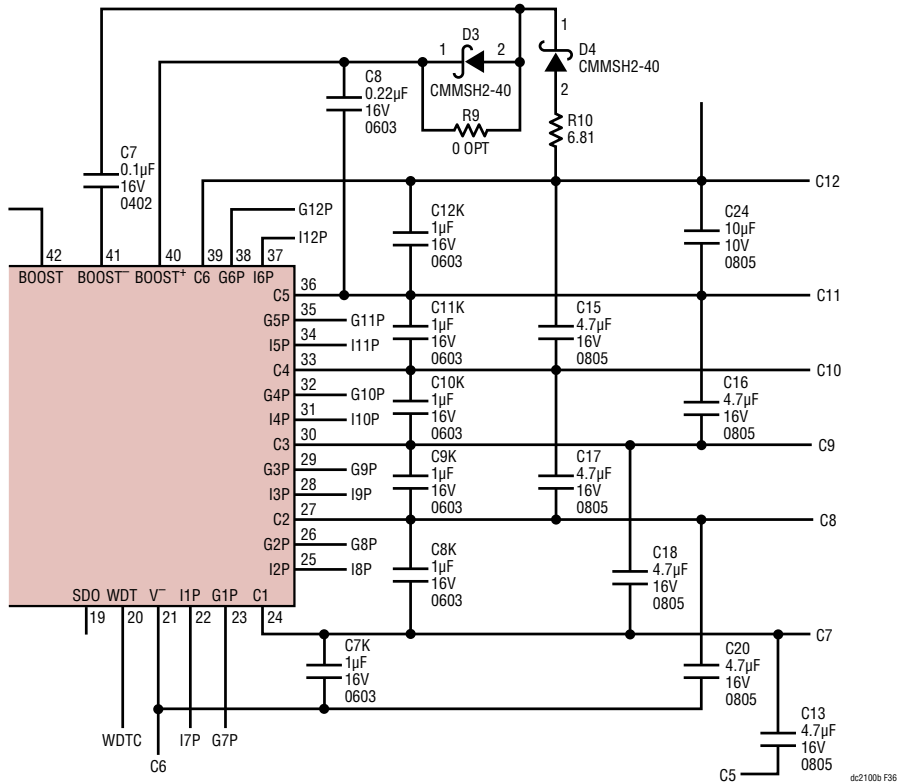 1
D3
D4
CMMSH2-40
1
2
2
CMMSH2-40
C8
0.22µF
16V
0603
R9
0 OPT
R10
6.81
C7
0.1µF
16V
0402
C12
G12P
C12K
1µF
16V
0603
C24
10µF
10V
0805
I12P
42
41
40
39
38
37
BOOST
BOOST⁻
BOOST⁺
C6
G6P
I6P
C5
36
C11
G5P
35
G11P
C11K
1µF
16V
0603
C15
4.7µF
16V
0805
I5P
34
I11P
C4
33
C10
G4P
32
G10P
C10K
1µF
16V
0603
C16
4.7µF
16V
0805
I4P
31
I10P
C3
30
C9
G3P
29
G9P
C9K
1µF
16V
0603
C17
4.7µF
16V
0805
I3P
28
I9P
C2
27
C8
G2P
26
G8P
C8K
1µF
16V
0603
C18
4.7µF
16V
0805
I2P
25
I8P
SDO
WDT
V⁻
I1P
G1P
C1
19
20
21
22
23
24
C7
C7K
1µF
16V
0603
C20
4.7µF
16V
0805
WDTC
I7P
G7P
C6
C13
4.7µF
16V
0805
C5
dc2100b F36